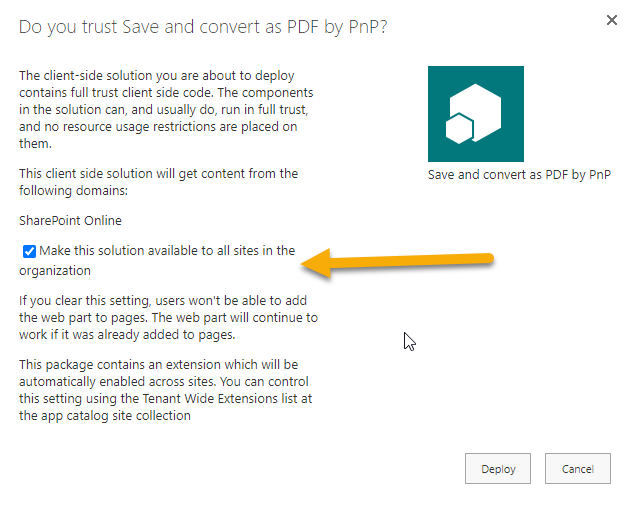 Do you trust Save and convert as PDF by PnP?
The client-side solution you are about to deploy
contains full trust client side code. The components
in the solution can, and usually do, run in full trust,
and no resource usage restrictions are placed on
them.
This client side solution will get content from the
following domains:
SharePoint Online
Make this solution available to all sites in the
organization
If you clear this setting, users won't be able to add
the web part to pages. The web part will continue to
work if it was already added to pages.
This package contains an extension which will be
automatically enabled across sites. You can control
this setting using the Tenant Wide Extensions list at
the app catalog site collection
Save and convert as PDF by PnP
Deploy
Cancel